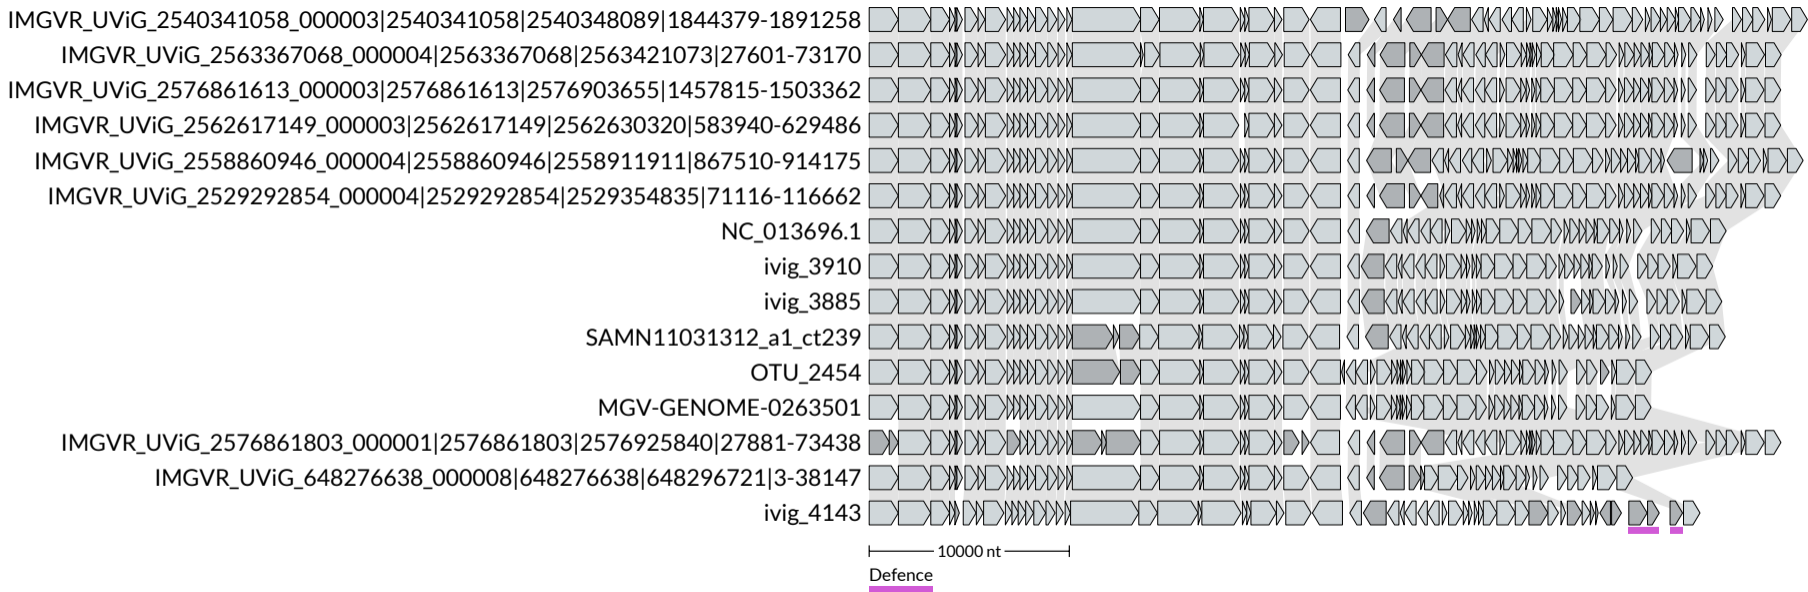 IMGVR_UViG_2540341058_000003|2540341058|2540348089|1844379-1891258
IMGVR_UViG_2563367068_000004|2563367068|2563421073|27601-73170
IMGVR_UViG_2576861613_000003|2576861613|2576903655|1457815-1503362
IMGVR_UViG_2562617149_000003|2562617149|2562630320|583940-629486
IMGVR_UViG_2558860946_000004|2558860946|2558911911|867510-914175
IMGVR_UViG_2529292854_000004|2529292854|2529354835|71116-116662
NC_013696.1
ivig_3910
ivig_3885
SAMN11031312_a1_ct239
OTU_2454
MGV-GENOME-0263501
IMGVR_UViG_2576861803_000001|2576861803|2576925840|27881-73438
IMGVR_UViG_648276638_000008|648276638|648296721|3-38147
ivig_4143
10000 nt
Defence